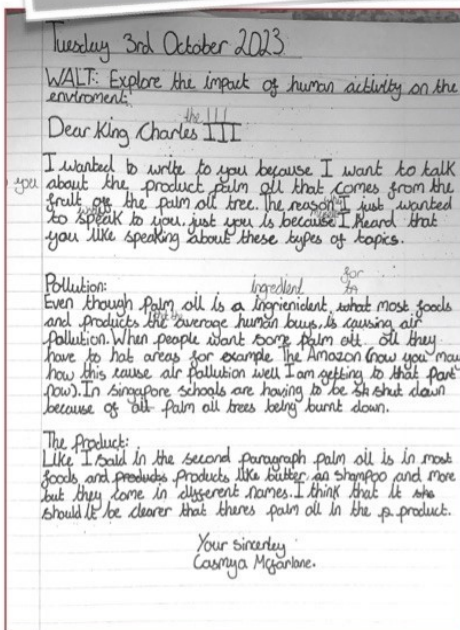 Tuesday 3rd October 2023
WALT: Explore the impact of human activity on the
enviroment.
the III
Dear King Charles III
I wanted to write to you because I want to talk
you about the product palm oil that comes from the
fruit of the palm oil tree. The reason I just wanted
to speak to you just you is because I heard that
you like speaking about these types of topics.
Pollution:
ingredient for
Even though Palm oil is a ingrienident what most foods
and products the average human buys, is causing air
Pollution. When people want some palm oil they
have to hot areas for example The Amazon (now you may
how this cause air pollution well I am getting to that part
now). In singapore schools are having to be shut down
because of all palm oil trees being burnt down.
The Product:
Like I said in the second paragraph palm oil is in most
foods and products Products like butter an shampoo and more
but they come in different names. I think that it
should it be clearer that theres palm oil in the product.
Your sincerley
Casmya Mcfarlane.